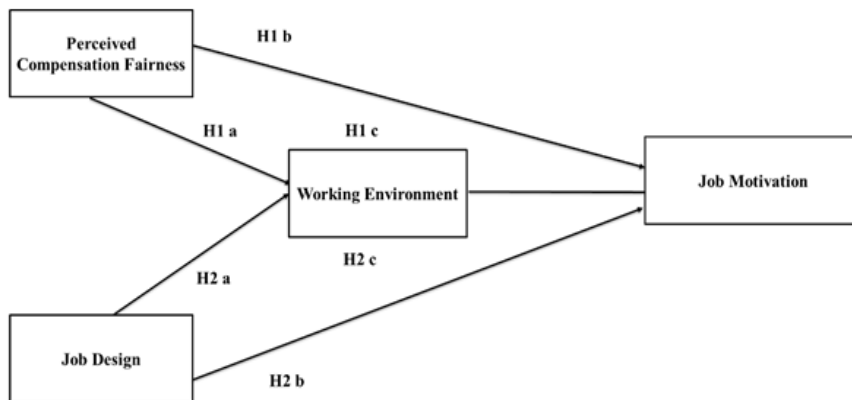 Perceived
Compensation Fairness
H1 b
H1 a
H1 c
Working Environment
Job Motivation
H2 a
H2 c
Job Design
H2 b